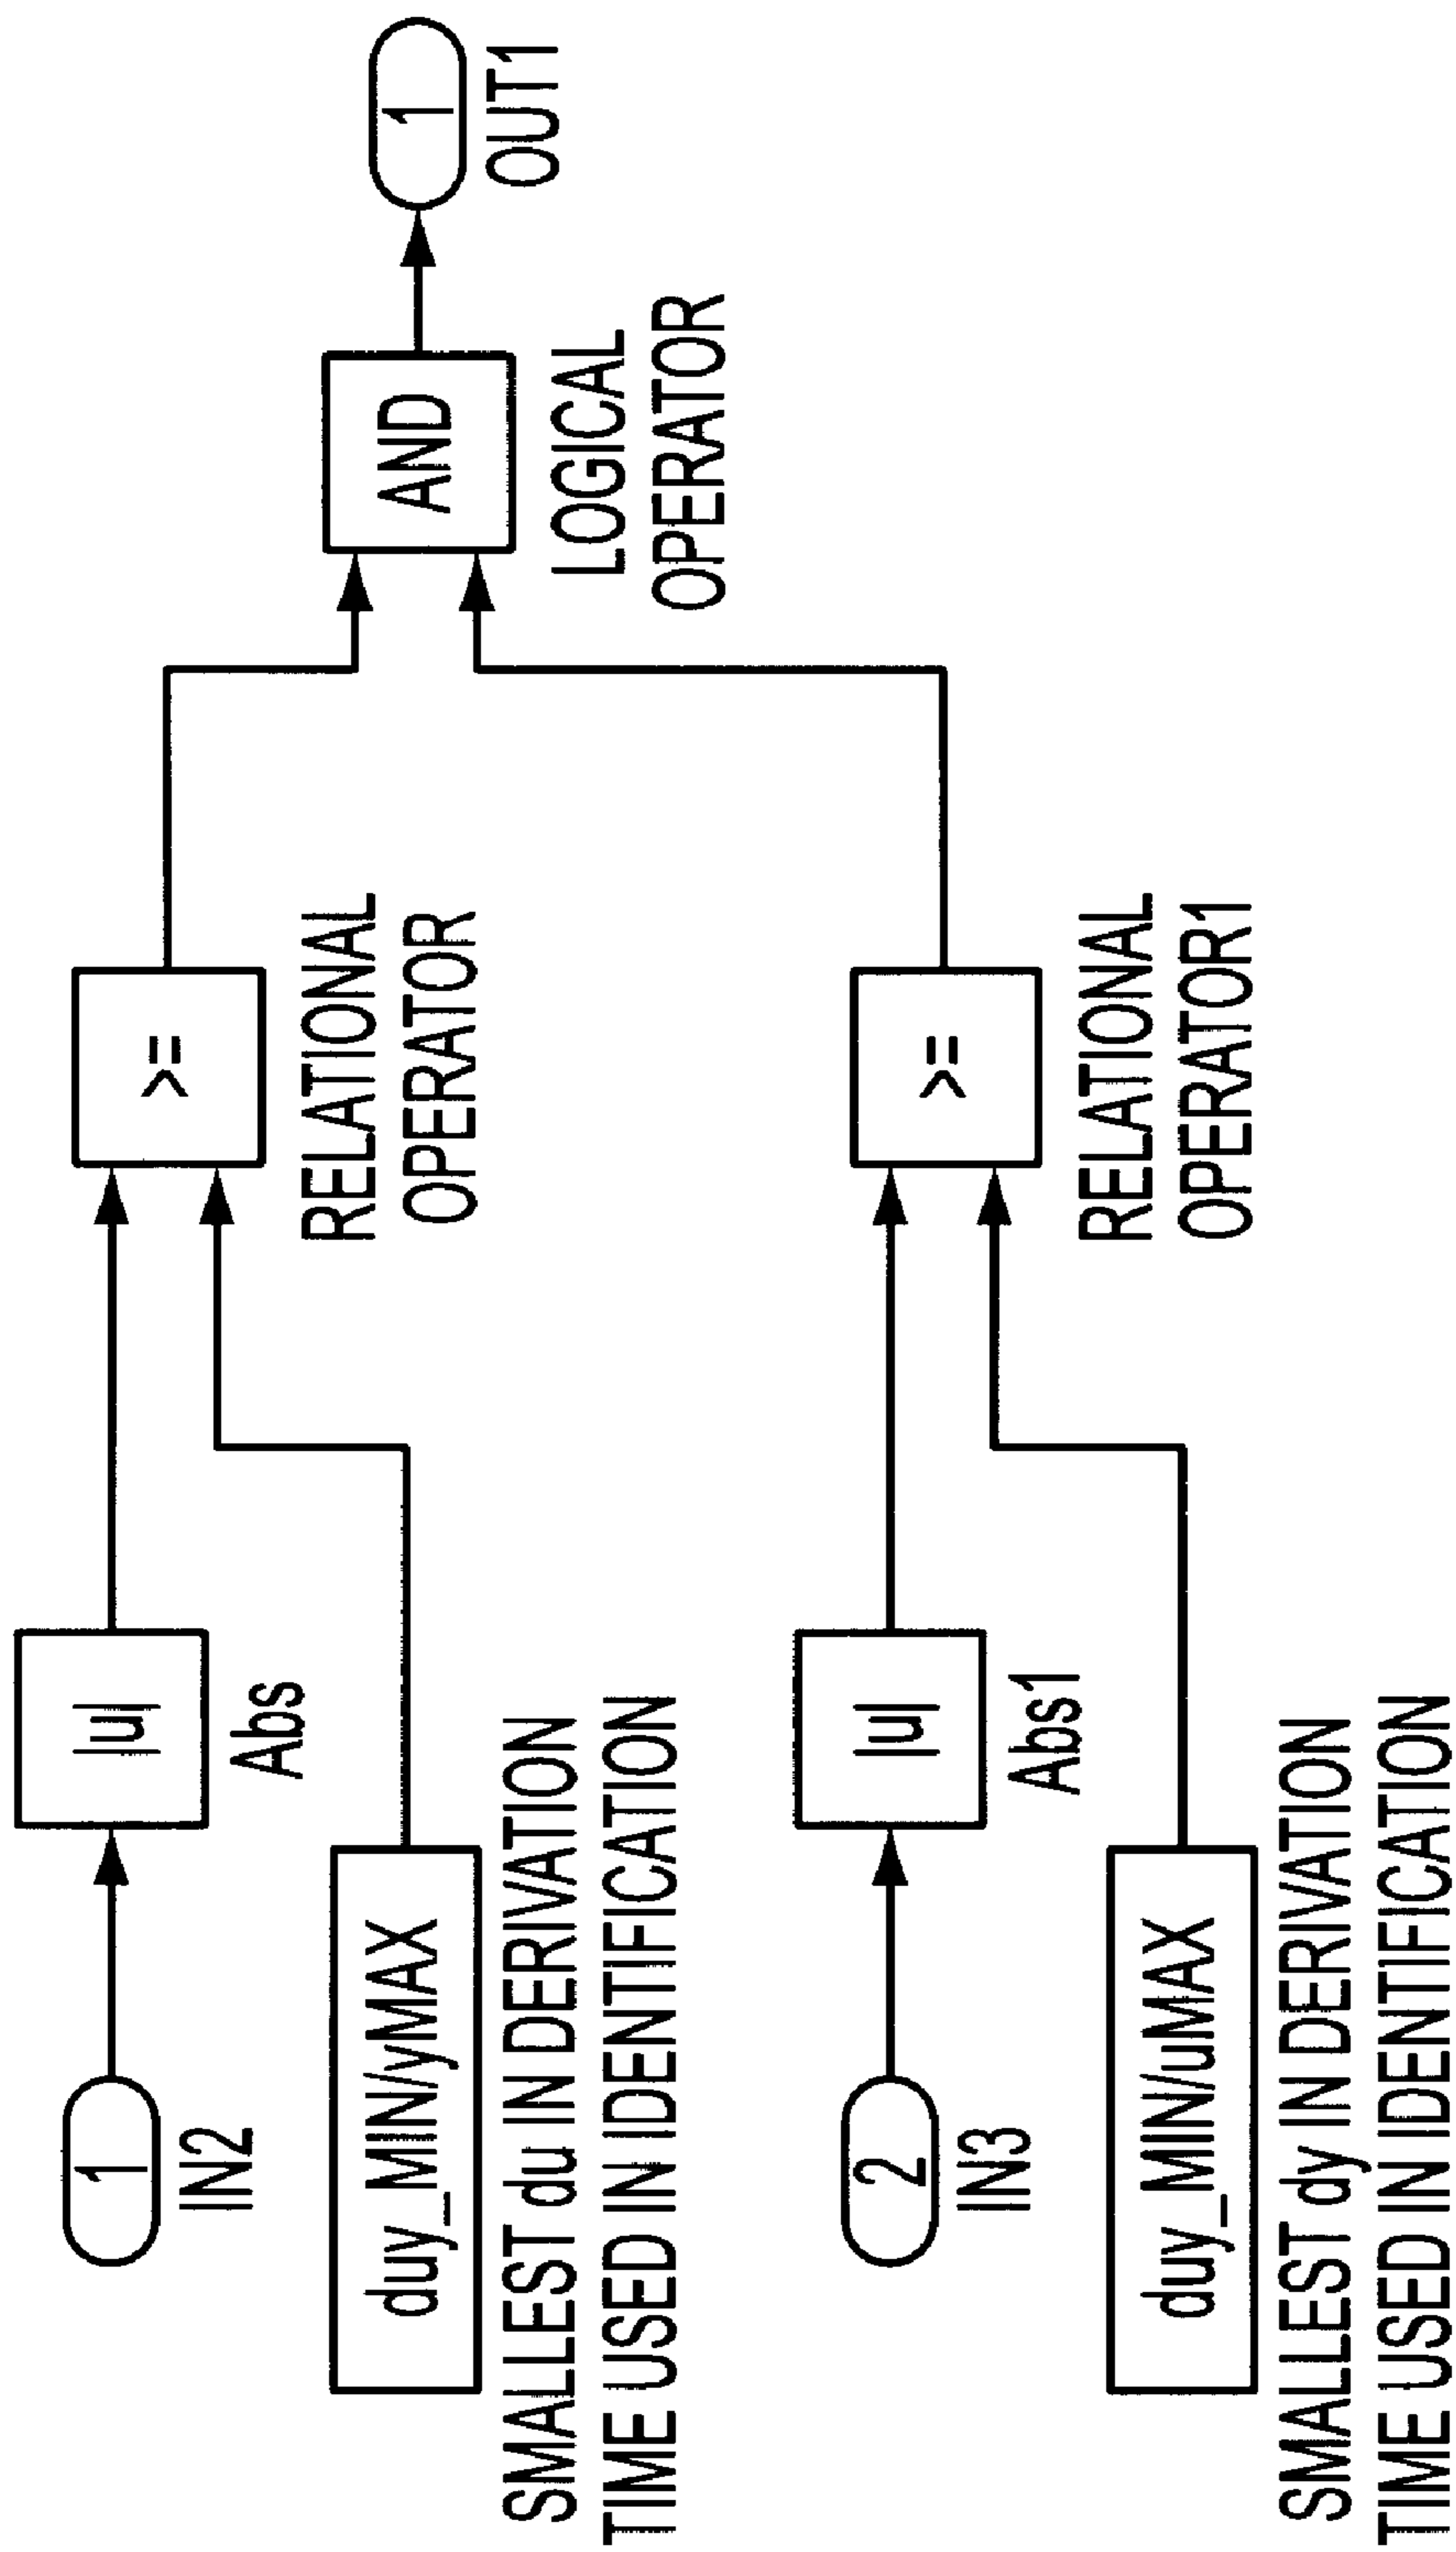 1
IN2
|u|
Abs
duy_MIN/yMAX
SMALLEST du IN DERIVATION
TIME USED IN IDENTIFICATION
>=
RELATIONAL
OPERATOR
2
IN3
|u|
Abs1
duy_MIN/uMAX
SMALLEST dy IN DERIVATION
TIME USED IN IDENTIFICATION
>=
RELATIONAL
OPERATOR1
AND
LOGICAL
OPERATOR
1
OUT1